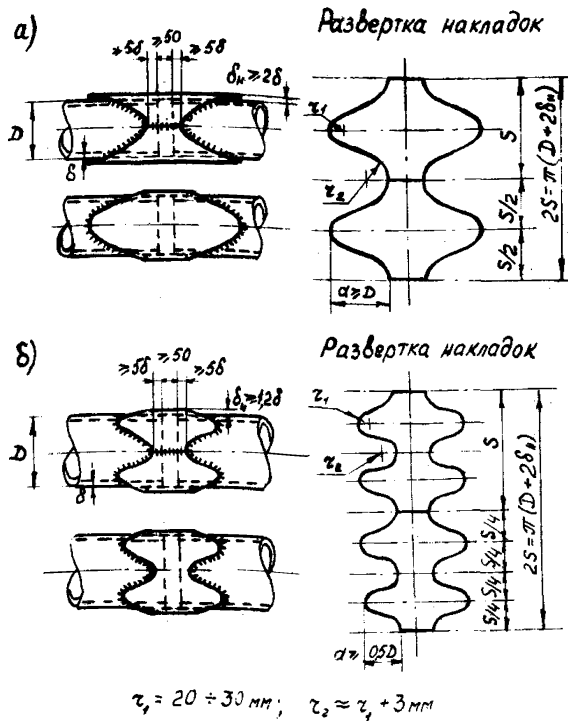 а)
Развертка накладок
≥5δ ≥50 ≥5δ
δн≥2δ
D
δ
r₁
r₂
S
S/2
S/2
2S=π(D+2δн)
a≥D
б)
Развертка накладок
≥5δ ≥50 ≥5δ
δн=1,2δ
D
δ
r₁
r₂
S
S/4
S/4
S/4
S/4
2S=π(D+2δн)
a≥ 0,5D
r₁ = 20 ÷ 30 мм; r₂ ≈ r₁ + 3 мм